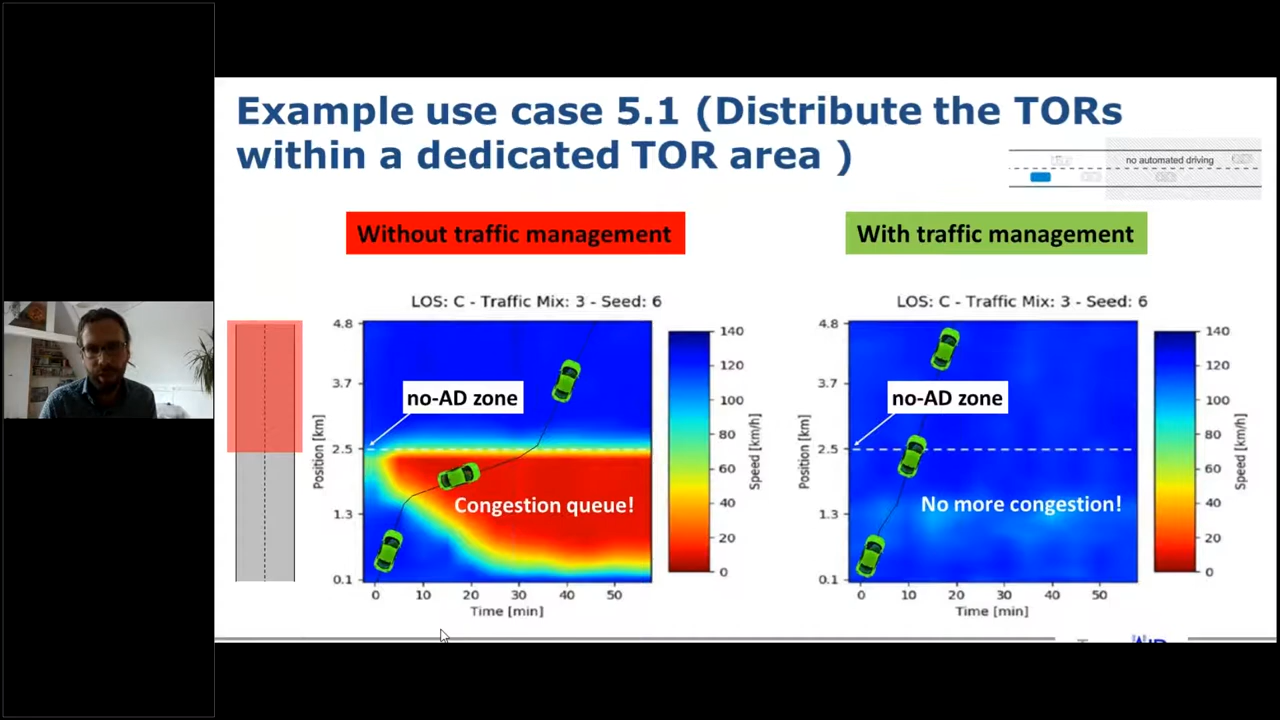 Example use case 5.1 (Distribute the TORs
within a dedicated TOR area )
no automated driving
Without traffic management
With traffic management
LOS: C - Traffic Mix: 3 - Seed: 6
4.8
3.7
2.5
1.3
0.1
Position [km]
no-AD zone
Congestion queue!
0 10 20 30 40 50
Time [min]
140
120
100
80
60
40
20
0
Speed [km/h]
LOS: C - Traffic Mix: 3 - Seed: 6
4.8
3.7
2.5
1.3
0.1
Position [km]
no-AD zone
No more congestion!
0 10 20 30 40 50
Time [min]
140
120
100
80
60
40
20
0
Speed [km/h]